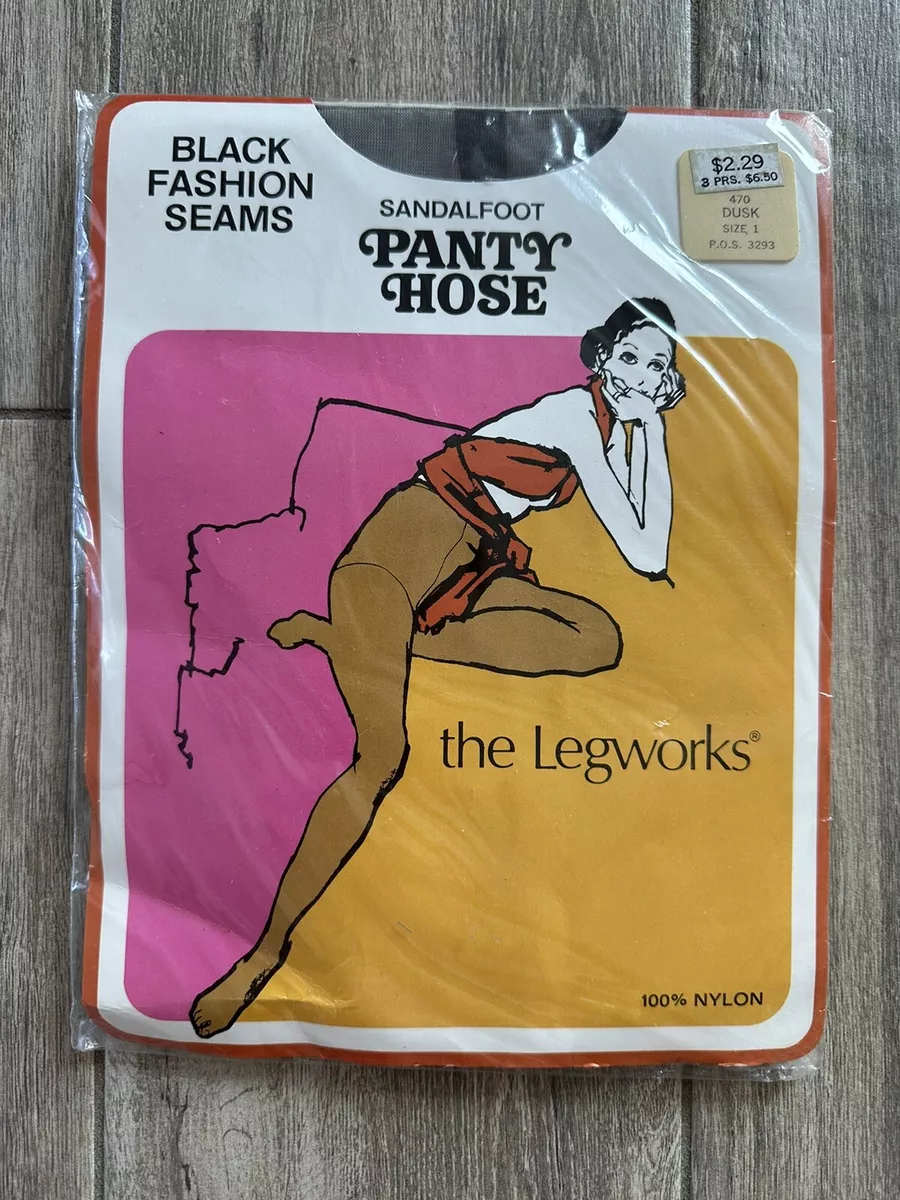 BLACK
FASHION
SEAMS
SANDALFOOT
PANTY
HOSE
$2.29
3 PRS. $6.50
470
DUSK
SIZE 1
P.O.S. 3293
the Legworks®
100% NYLON